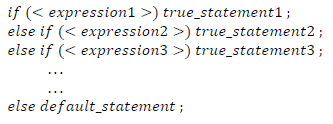 if (< expression1 >) true_statement1 ;
else if (< expression2 >) true_statement2 ;
else if (< expression3 >) true_statement3 ;
...
...
else default_statement ;